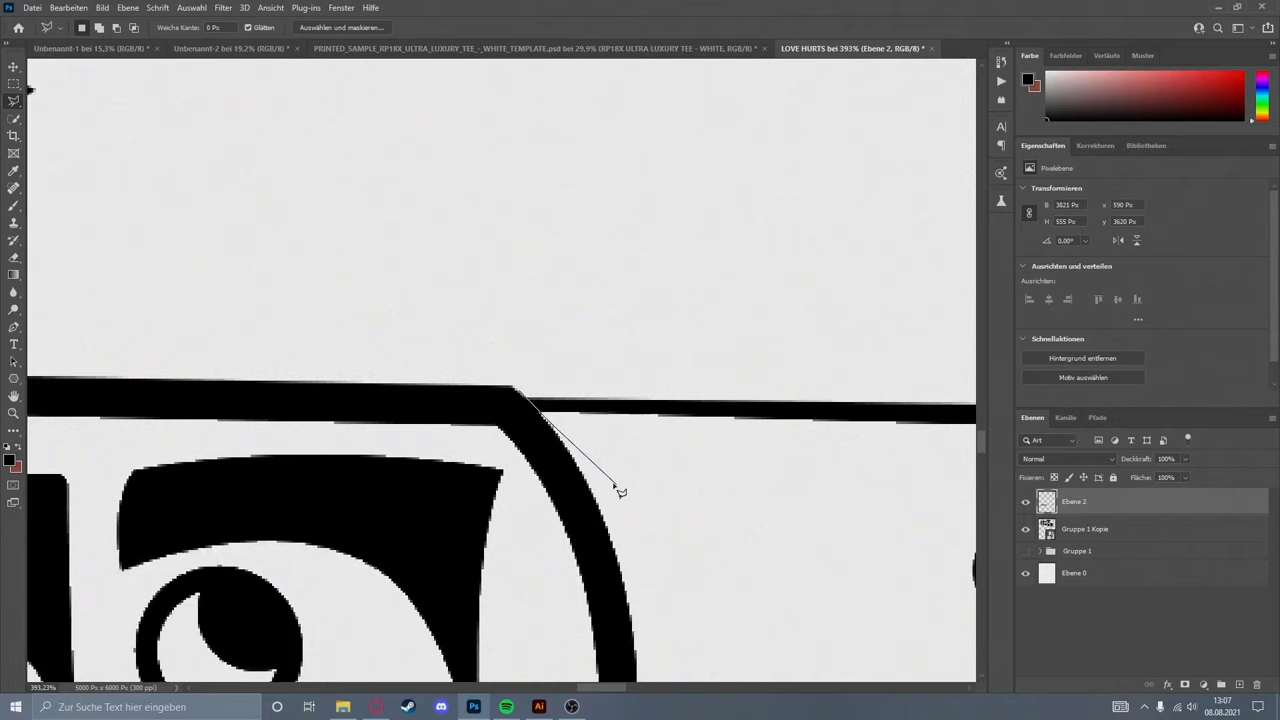 Datei Bearbeiten Bild Ebene Schrift Auswahl Filter 3D Ansicht Plug-ins Fenster Hilfe
Weiche Kante: 0 Px Glätten Auswählen und maskieren...
Unbenannt-1 bei 15,3% (RGB/8) * × Unbenannt-2 bei 19,2% (RGB/8) * × PRINTED_SAMPLE_RP18X_ULTRA_LUXURY_TEE_-_WHITE_TEMPLATE.psd bei 29,9% (RP18X ULTRA LUXURY TEE - WHITE, RGB/8) * × LOVE HURTS bei 393% (Ebene 2, RGB/8) * ×
Farbe Farbfelder Verläufe Muster
Eigenschaften Korrekturen Bibliotheken
Pixelebene
Transformieren
B 3821 Px x 590 Px
H 555 Px y 3620 Px
0,00°
Ausrichten und verteilen
Ausrichten:
Schnellaktionen
Hintergrund entfernen
Motiv auswählen
Ebenen Kanäle Pfade
Art
Normal Deckkraft: 100%
Fixieren: Fläche: 100%
Ebene 2
Gruppe 1 Kopie
Gruppe 1
Ebene 0
393,23% 5000 Px x 6000 Px (300 ppi)
Zur Suche Text hier eingeben
13:07
08.08.2021